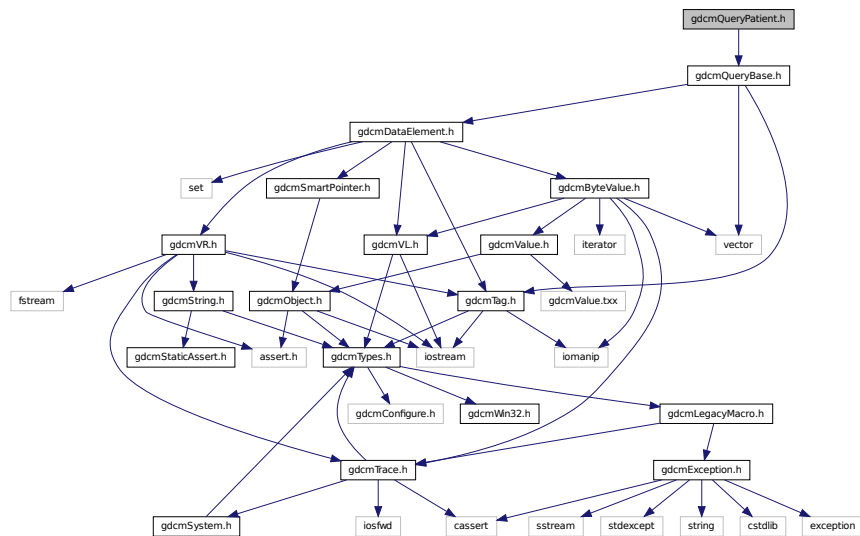 gdcmQueryPatient.h
gdcmQueryBase.h
gdcmDataElement.h
set
gdcmSmartPointer.h
gdcmByteValue.h
gdcmVR.h
gdcmVL.h
gdcmValue.h
iterator
vector
fstream
gdcmString.h
gdcmObject.h
gdcmTag.h
gdcmValue.txx
gdcmStaticAssert.h
assert.h
gdcmTypes.h
iostream
iomanip
gdcmConfigure.h
gdcmWin32.h
gdcmLegacyMacro.h
gdcmTrace.h
gdcmException.h
gdcmSystem.h
iosfwd
cassert
sstream
stdexcept
string
cstdlib
exception